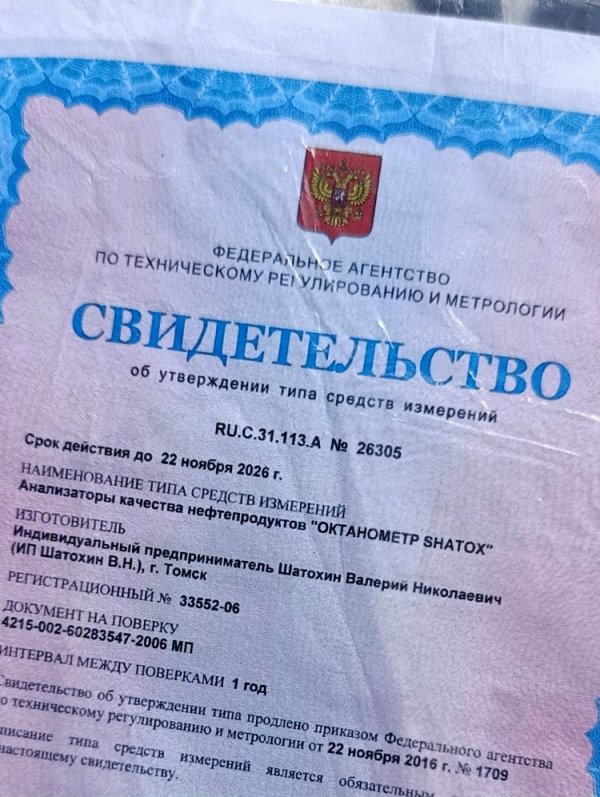 ФЕДЕРАЛЬНОЕ АГЕНТСТВО
ПО ТЕХНИЧЕСКОМУ РЕГУЛИРОВАНИЮ И МЕТРОЛОГИИ
СВИДЕТЕЛЬСТВО
об утверждении типа средств измерений
RU.C.31.113.A № 26305
Срок действия до 22 ноября 2026 г.
НАИМЕНОВАНИЕ ТИПА СРЕДСТВ ИЗМЕРЕНИЙ
Анализаторы качества нефтепродуктов "ОКТАНОМЕТР SHATOX"
ИЗГОТОВИТЕЛЬ
Индивидуальный предприниматель Шатохин Валерий Николаевич
(ИП Шатохин В.Н.), г. Томск
РЕГИСТРАЦИОННЫЙ № 33552-06
ДОКУМЕНТ НА ПОВЕРКУ
4215-002-60283547-2006 МП
ИНТЕРВАЛ МЕЖДУ ПОВЕРКАМИ 1 год
Свидетельство об утверждении типа продлено приказом Федерального агентства
по техническому регулированию и метрологии от 22 ноября 2016 г. № 1709
писание типа средств измерений является обязательным
настоящему свидетельству.